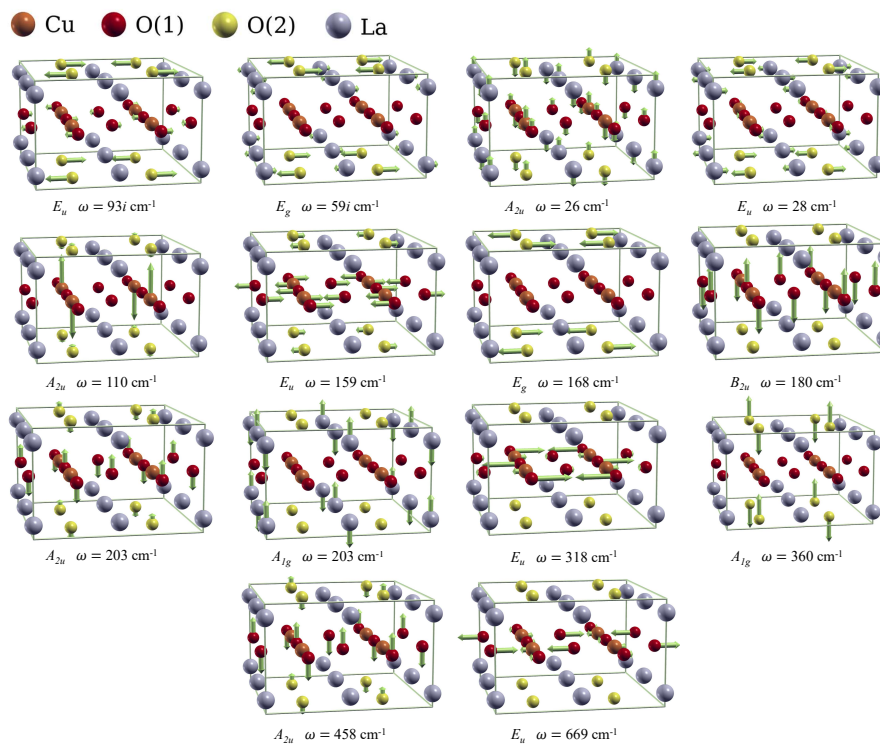 Cu O(1) O(2) La
E_u ω = 93i cm⁻¹ E_g ω = 59i cm⁻¹ A_2u ω = 26 cm⁻¹ E_u ω = 28 cm⁻¹
A_2u ω = 110 cm⁻¹ E_u ω = 159 cm⁻¹ E_g ω = 168 cm⁻¹ B_2u ω = 180 cm⁻¹
A_2u ω = 203 cm⁻¹ A_1g ω = 203 cm⁻¹ E_u ω = 318 cm⁻¹ A_1g ω = 360 cm⁻¹
A_2u ω = 458 cm⁻¹ E_u ω = 669 cm⁻¹